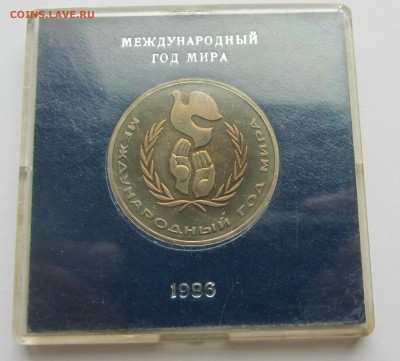 COINS.LAVE.RU
МЕЖДУНАРОДНЫЙ
ГОД МИРА
МЕЖДУНАРОДНЫЙ ГОД МИРА
1986